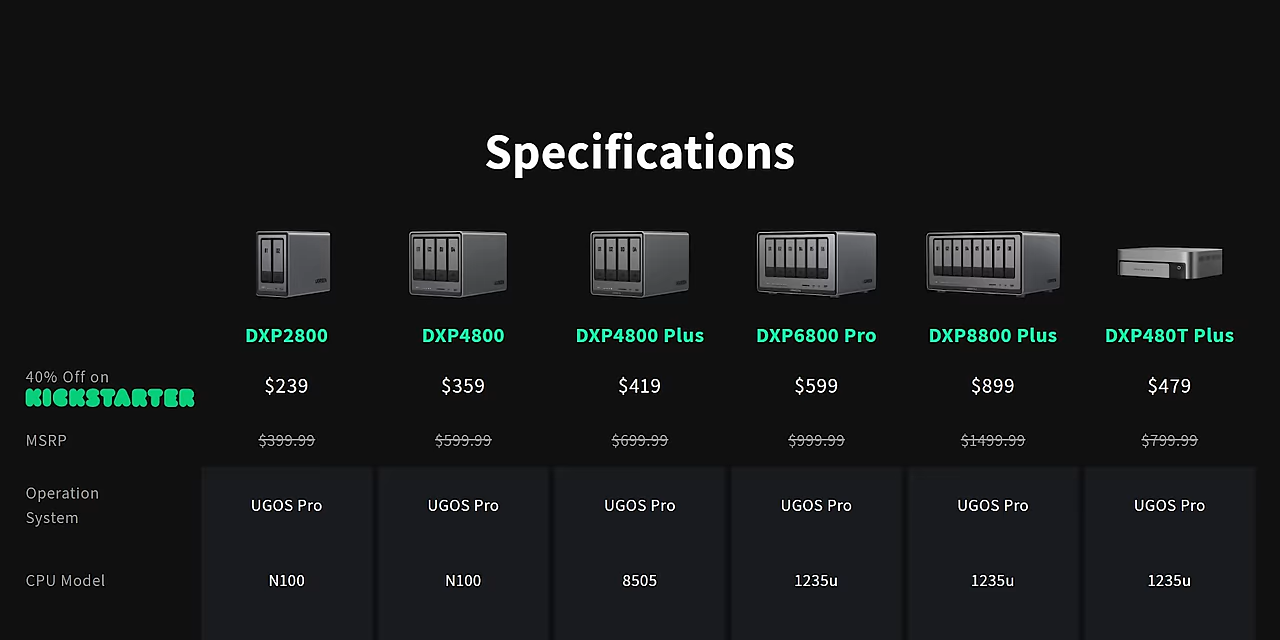 Specifications
DXP2800 DXP4800 DXP4800 Plus DXP6800 Pro DXP8800 Plus DXP480T Plus
40% Off on
KICKSTARTER $239 $359 $419 $599 $899 $479
MSRP $399.99 $599.99 $699.99 $999.99 $1499.99 $799.99
Operation
System UGOS Pro UGOS Pro UGOS Pro UGOS Pro UGOS Pro UGOS Pro
CPU Model N100 N100 8505 1235u 1235u 1235u